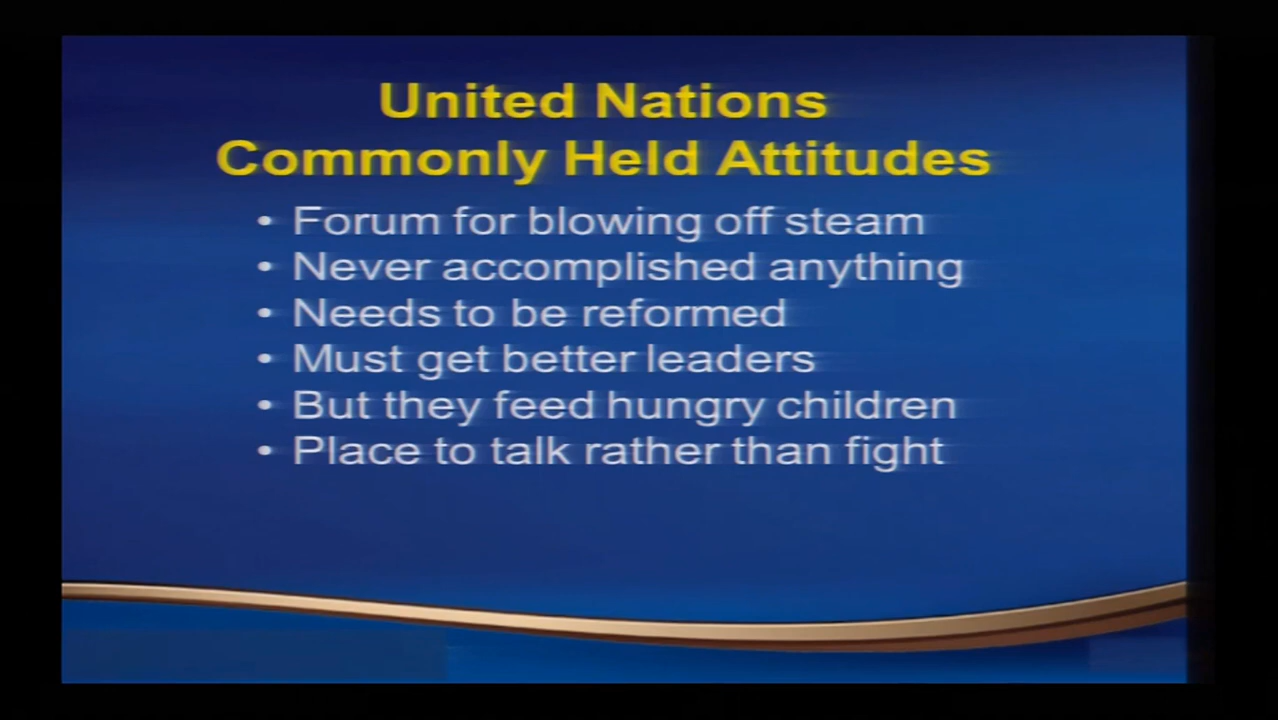 United Nations
Commonly Held Attitudes
• Forum for blowing off steam
• Never accomplished anything
• Needs to be reformed
• Must get better leaders
• But they feed hungry children
• Place to talk rather than fight